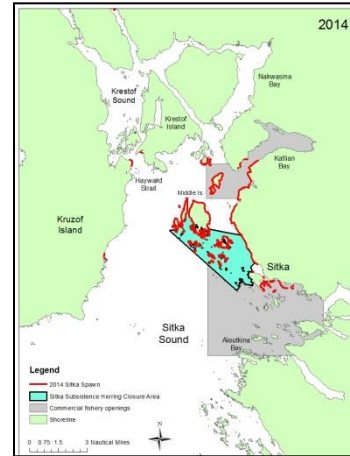 2014
Nakwasina
Bay
Krestof
Sound
Krestof
Island
Katlian
Bay
Hayward
Strait
Middle Is.
Kruzof
Island
Sitka
Sitka
Sound
Aleutkina
Bay
Legend
2014 Sitka Spawn
Sitka Subsistence Herring Closure Area
Commercial fishery openings
Shoreline
0 0.75 1.5 3 Nautical Miles
N